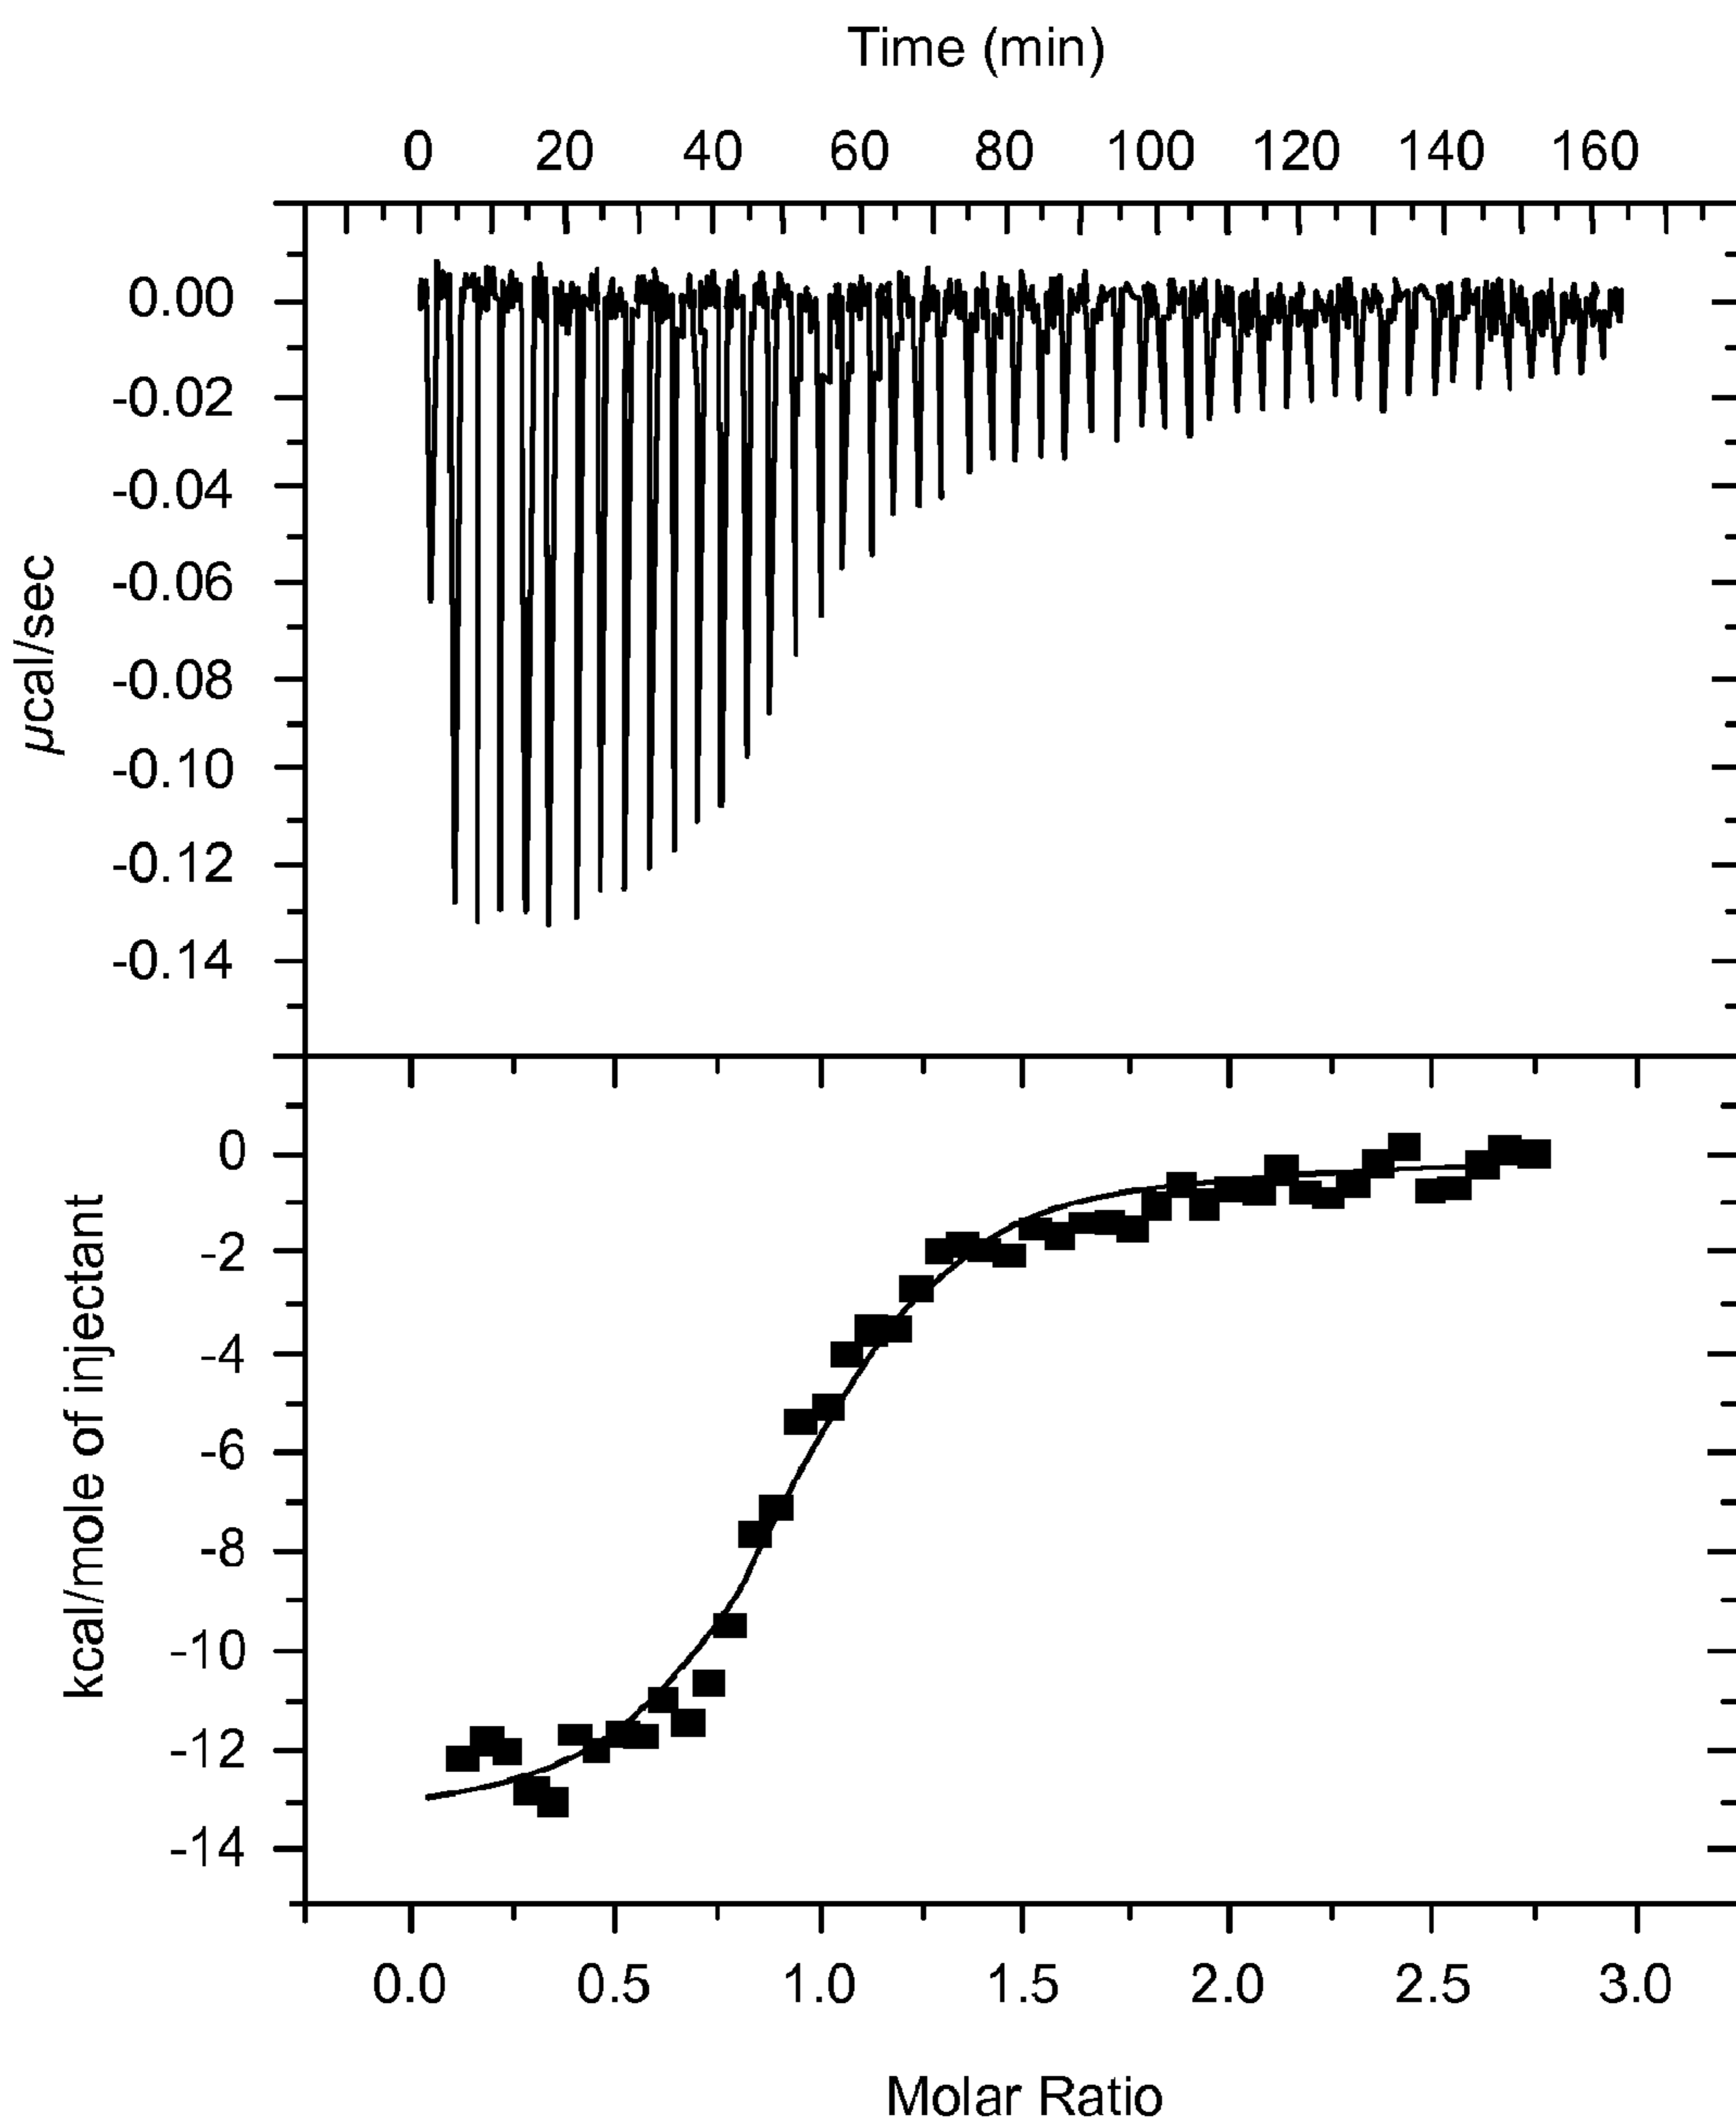 Time (min)
0 20 40 60 80 100 120 140 160
0.00
-0.02
-0.04
-0.06
-0.08
-0.10
-0.12
-0.14
µcal/sec
0
-2
-4
-6
-8
-10
-12
-14
kcal/mole of injectant
0.0 0.5 1.0 1.5 2.0 2.5 3.0
Molar Ratio